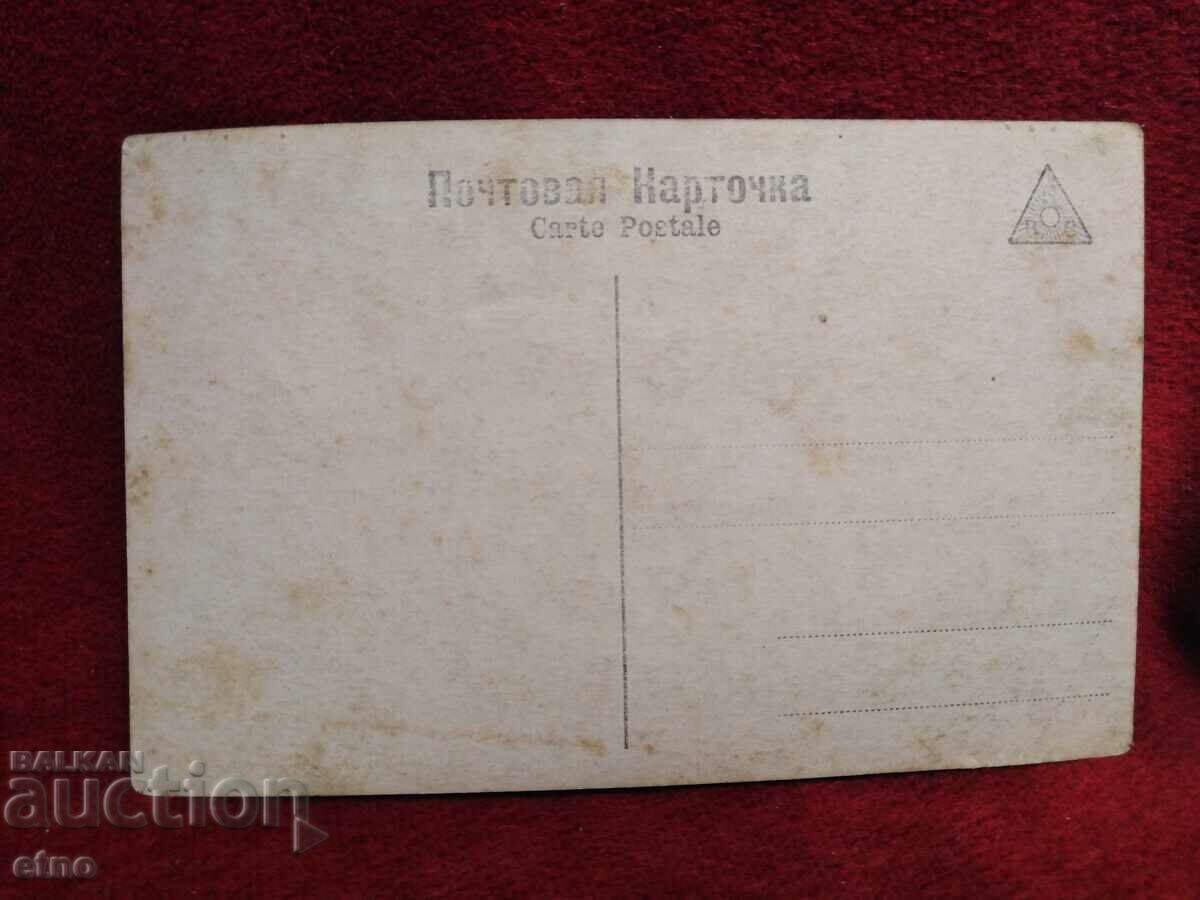 Почтовая Карточка
Carte Postale
BALKAN
auction
etno